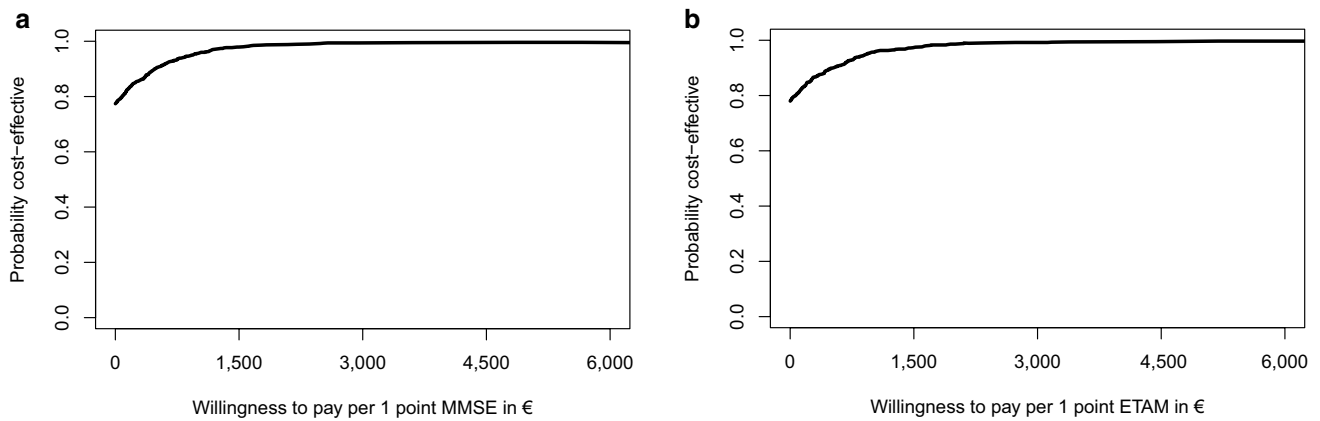 a
Probability cost−effective
1.0
0.8
0.6
0.4
0.2
0.0
0 1,500 3,000 4,500 6,000
Willingness to pay per 1 point MMSE in €
b
Probability cost−effective
1.0
0.8
0.6
0.4
0.2
0.0
0 1,500 3,000 4,500 6,000
Willingness to pay per 1 point ETAM in €